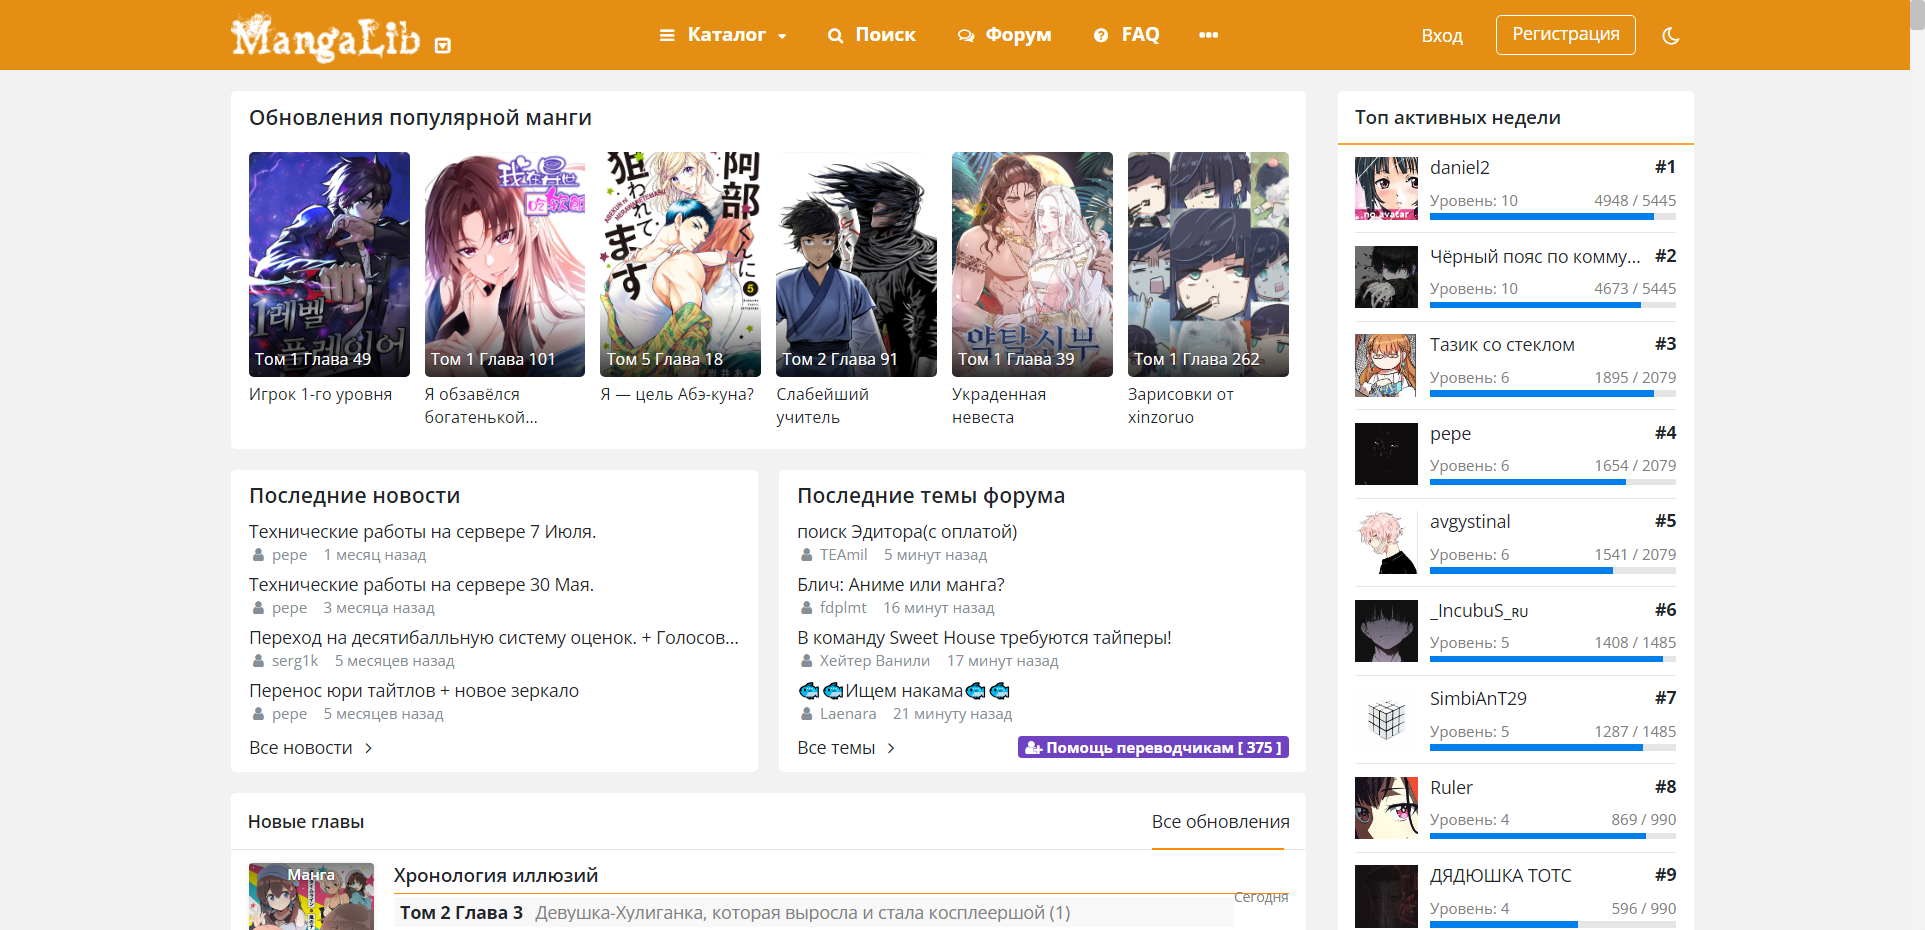 MangaLib
Каталог
Поиск
Форум
FAQ
Вход
Регистрация
Обновления популярной манги
Том 1 Глава 49
Игрок 1-го уровня
Том 1 Глава 101
Я обзавёлся
богатенькой...
Том 5 Глава 18
Я — цель Абэ-куна?
Том 2 Глава 91
Слабейший
учитель
약탈신부
Том 1 Глава 39
Украденная
невеста
Том 1 Глава 262
Зарисовки от
xinzoruo
Последние новости
Технические работы на сервере 7 Июля.
pepe 1 месяц назад
Технические работы на сервере 30 Мая.
pepe 3 месяца назад
Переход на десятибалльную систему оценок. + Голосов...
serg1k 5 месяцев назад
Перенос юри тайтлов + новое зеркало
pepe 5 месяцев назад
Все новости
Последние темы форума
поиск Эдитора(с оплатой)
TEAmil 5 минут назад
Блич: Аниме или манга?
fdplmt 16 минут назад
В команду Sweet House требуются тайперы!
Хейтер Ванили 17 минут назад
🐟🐟Ищем накама🐟🐟
Laenara 21 минуту назад
Все темы
Помощь переводчикам [ 375 ]
Новые главы
Все обновления
Манга
Хронология иллюзий
Сегодня
Том 2 Глава 3 Девушка-Хулиганка, которая выросла и стала косплеершой (1)
Топ активных недели
no avatar
daniel2 #1
Уровень: 10 4948 / 5445
Чёрный пояс по комму... #2
Уровень: 10 4673 / 5445
Тазик со стеклом #3
Уровень: 6 1895 / 2079
pepe #4
Уровень: 6 1654 / 2079
avgystinal #5
Уровень: 6 1541 / 2079
_IncubuS_RU #6
Уровень: 5 1408 / 1485
SimbiAnT29 #7
Уровень: 5 1287 / 1485
Ruler #8
Уровень: 4 869 / 990
ДЯДЮШКА ТОТС #9
Уровень: 4 596 / 990